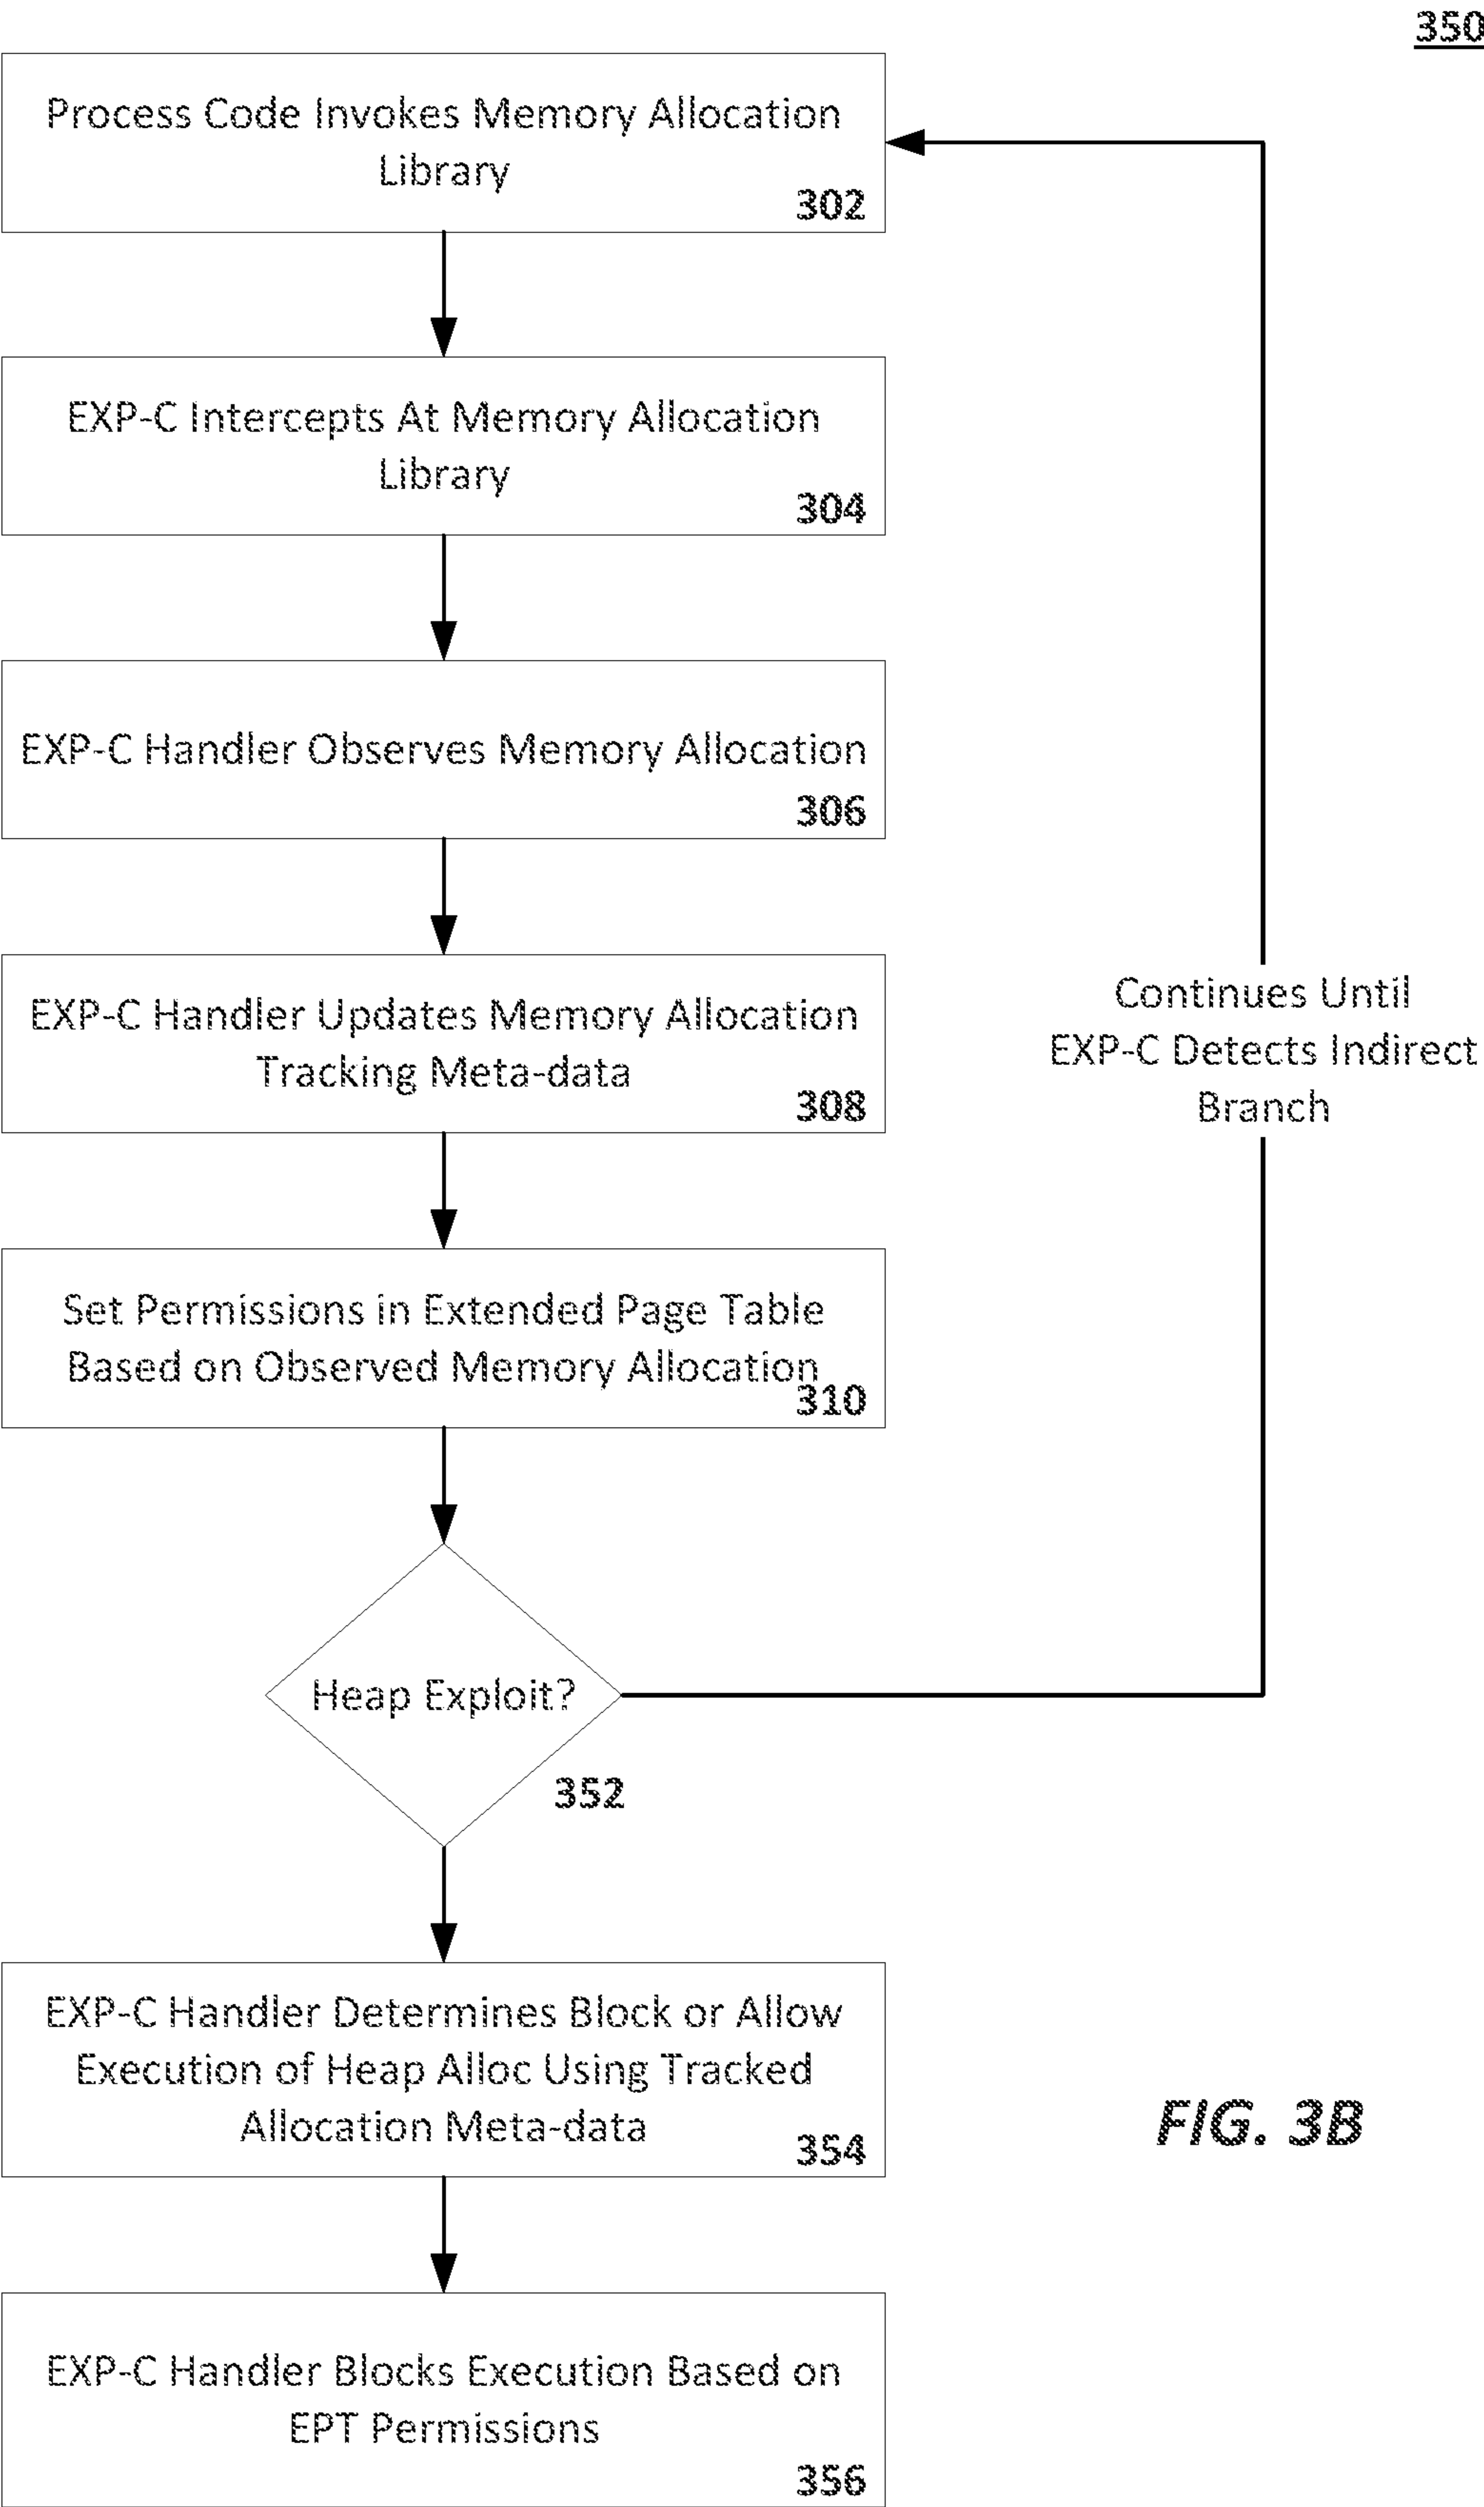 350
Process Code Invokes Memory Allocation
Library
302
EXP-C Intercepts At Memory Allocation
Library
304
EXP-C Handler Observes Memory Allocation
306
EXP-C Handler Updates Memory Allocation
Tracking Meta-data
308
Continues Until
EXP-C Detects Indirect
Branch
Set Permissions in Extended Page Table
Based on Observed Memory Allocation
310
Heap Exploit?
352
EXP-C Handler Determines Block or Allow
Execution of Heap Alloc Using Tracked
Allocation Meta-data
354
FIG. 3B
EXP-C Handler Blocks Execution Based on
EPT Permissions
356